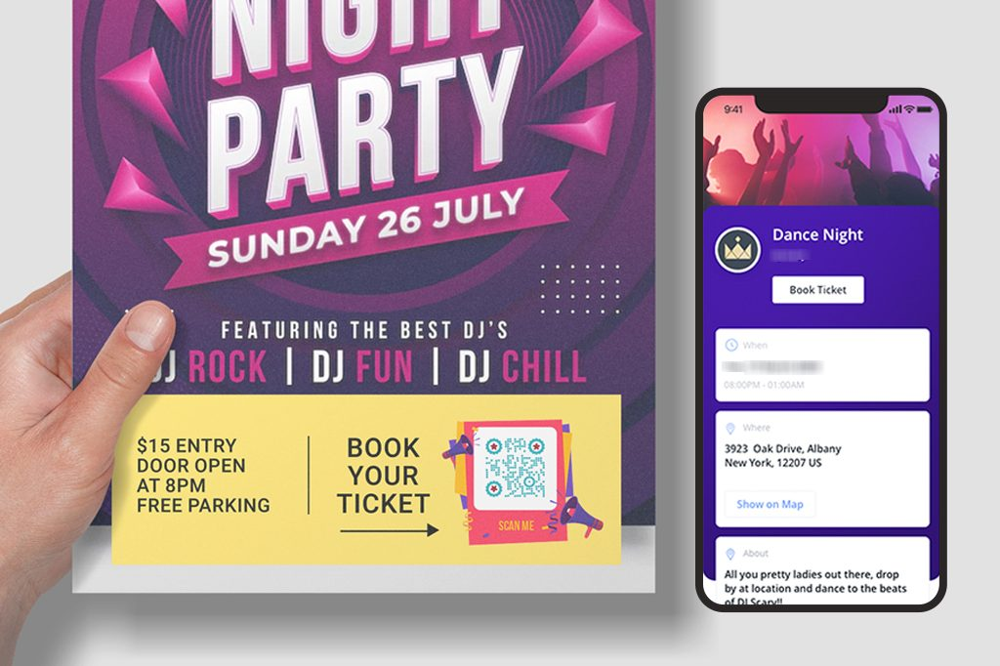 NIGHT
PARTY
SUNDAY 26 JULY
FEATURING THE BEST DJ'S
DJ ROCK | DJ FUN | DJ CHILL
$15 ENTRY
DOOR OPEN
AT 8PM
FREE PARKING
BOOK
YOUR
TICKET
SCAN ME
9:41
Dance Night
Book Ticket
When
08:00PM - 01:00AM
Where
3923 Oak Drive, Albany
New York, 12207 US
Show on Map
About
All you pretty ladies out there, drop
by at location and dance to the beats
of DJ Scary!!